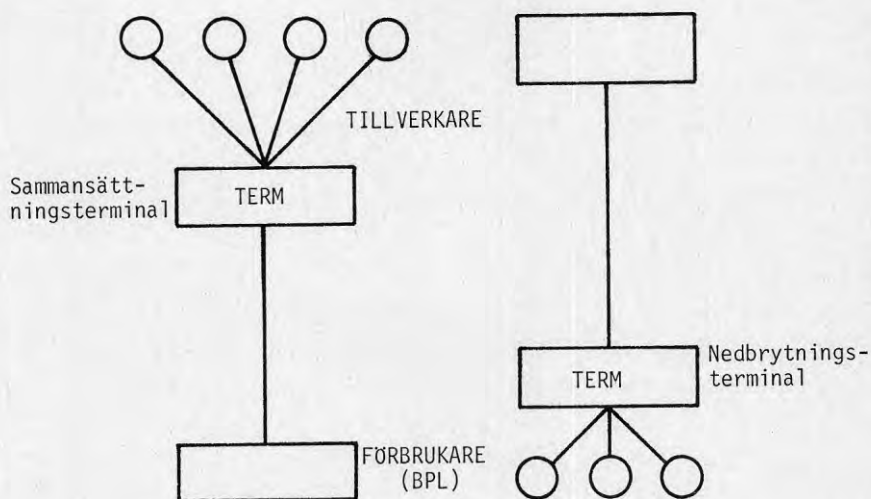 TILLVERKARE
Sammansätt-
ningsterminal
TERM
FÖRBRUKARE
(BPL)
TERM
Nedbrytnings-
terminal